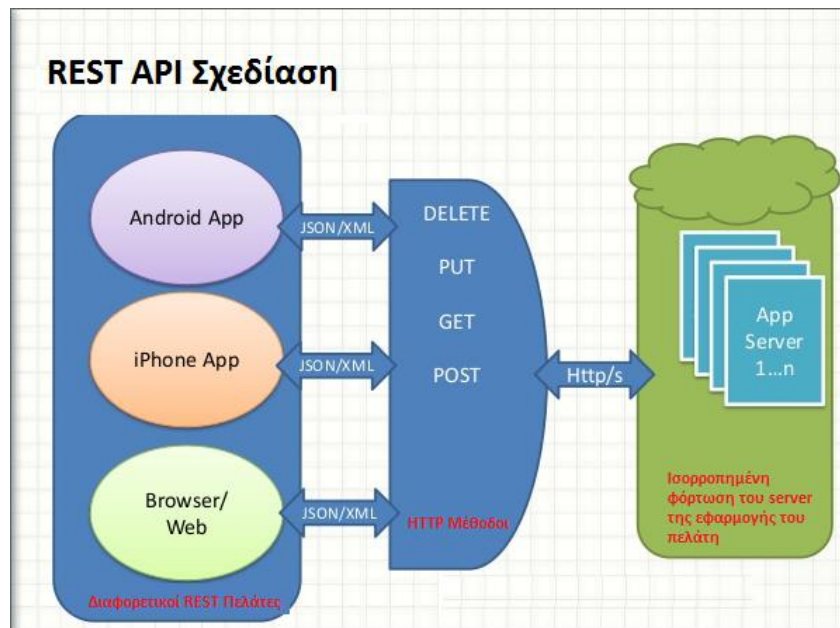 REST API Σχεδίαση
Android App
JSON/XML
iPhone App
JSON/XML
Browser/
Web
JSON/XML
Διαφορετικοί REST Πελάτες
DELETE
PUT
GET
POST
HTTP Μέθοδοι
Http/s
App
Server
1...n
Ισορροπημένη
φόρτωση του server
της εφαρμογής του
πελάτη